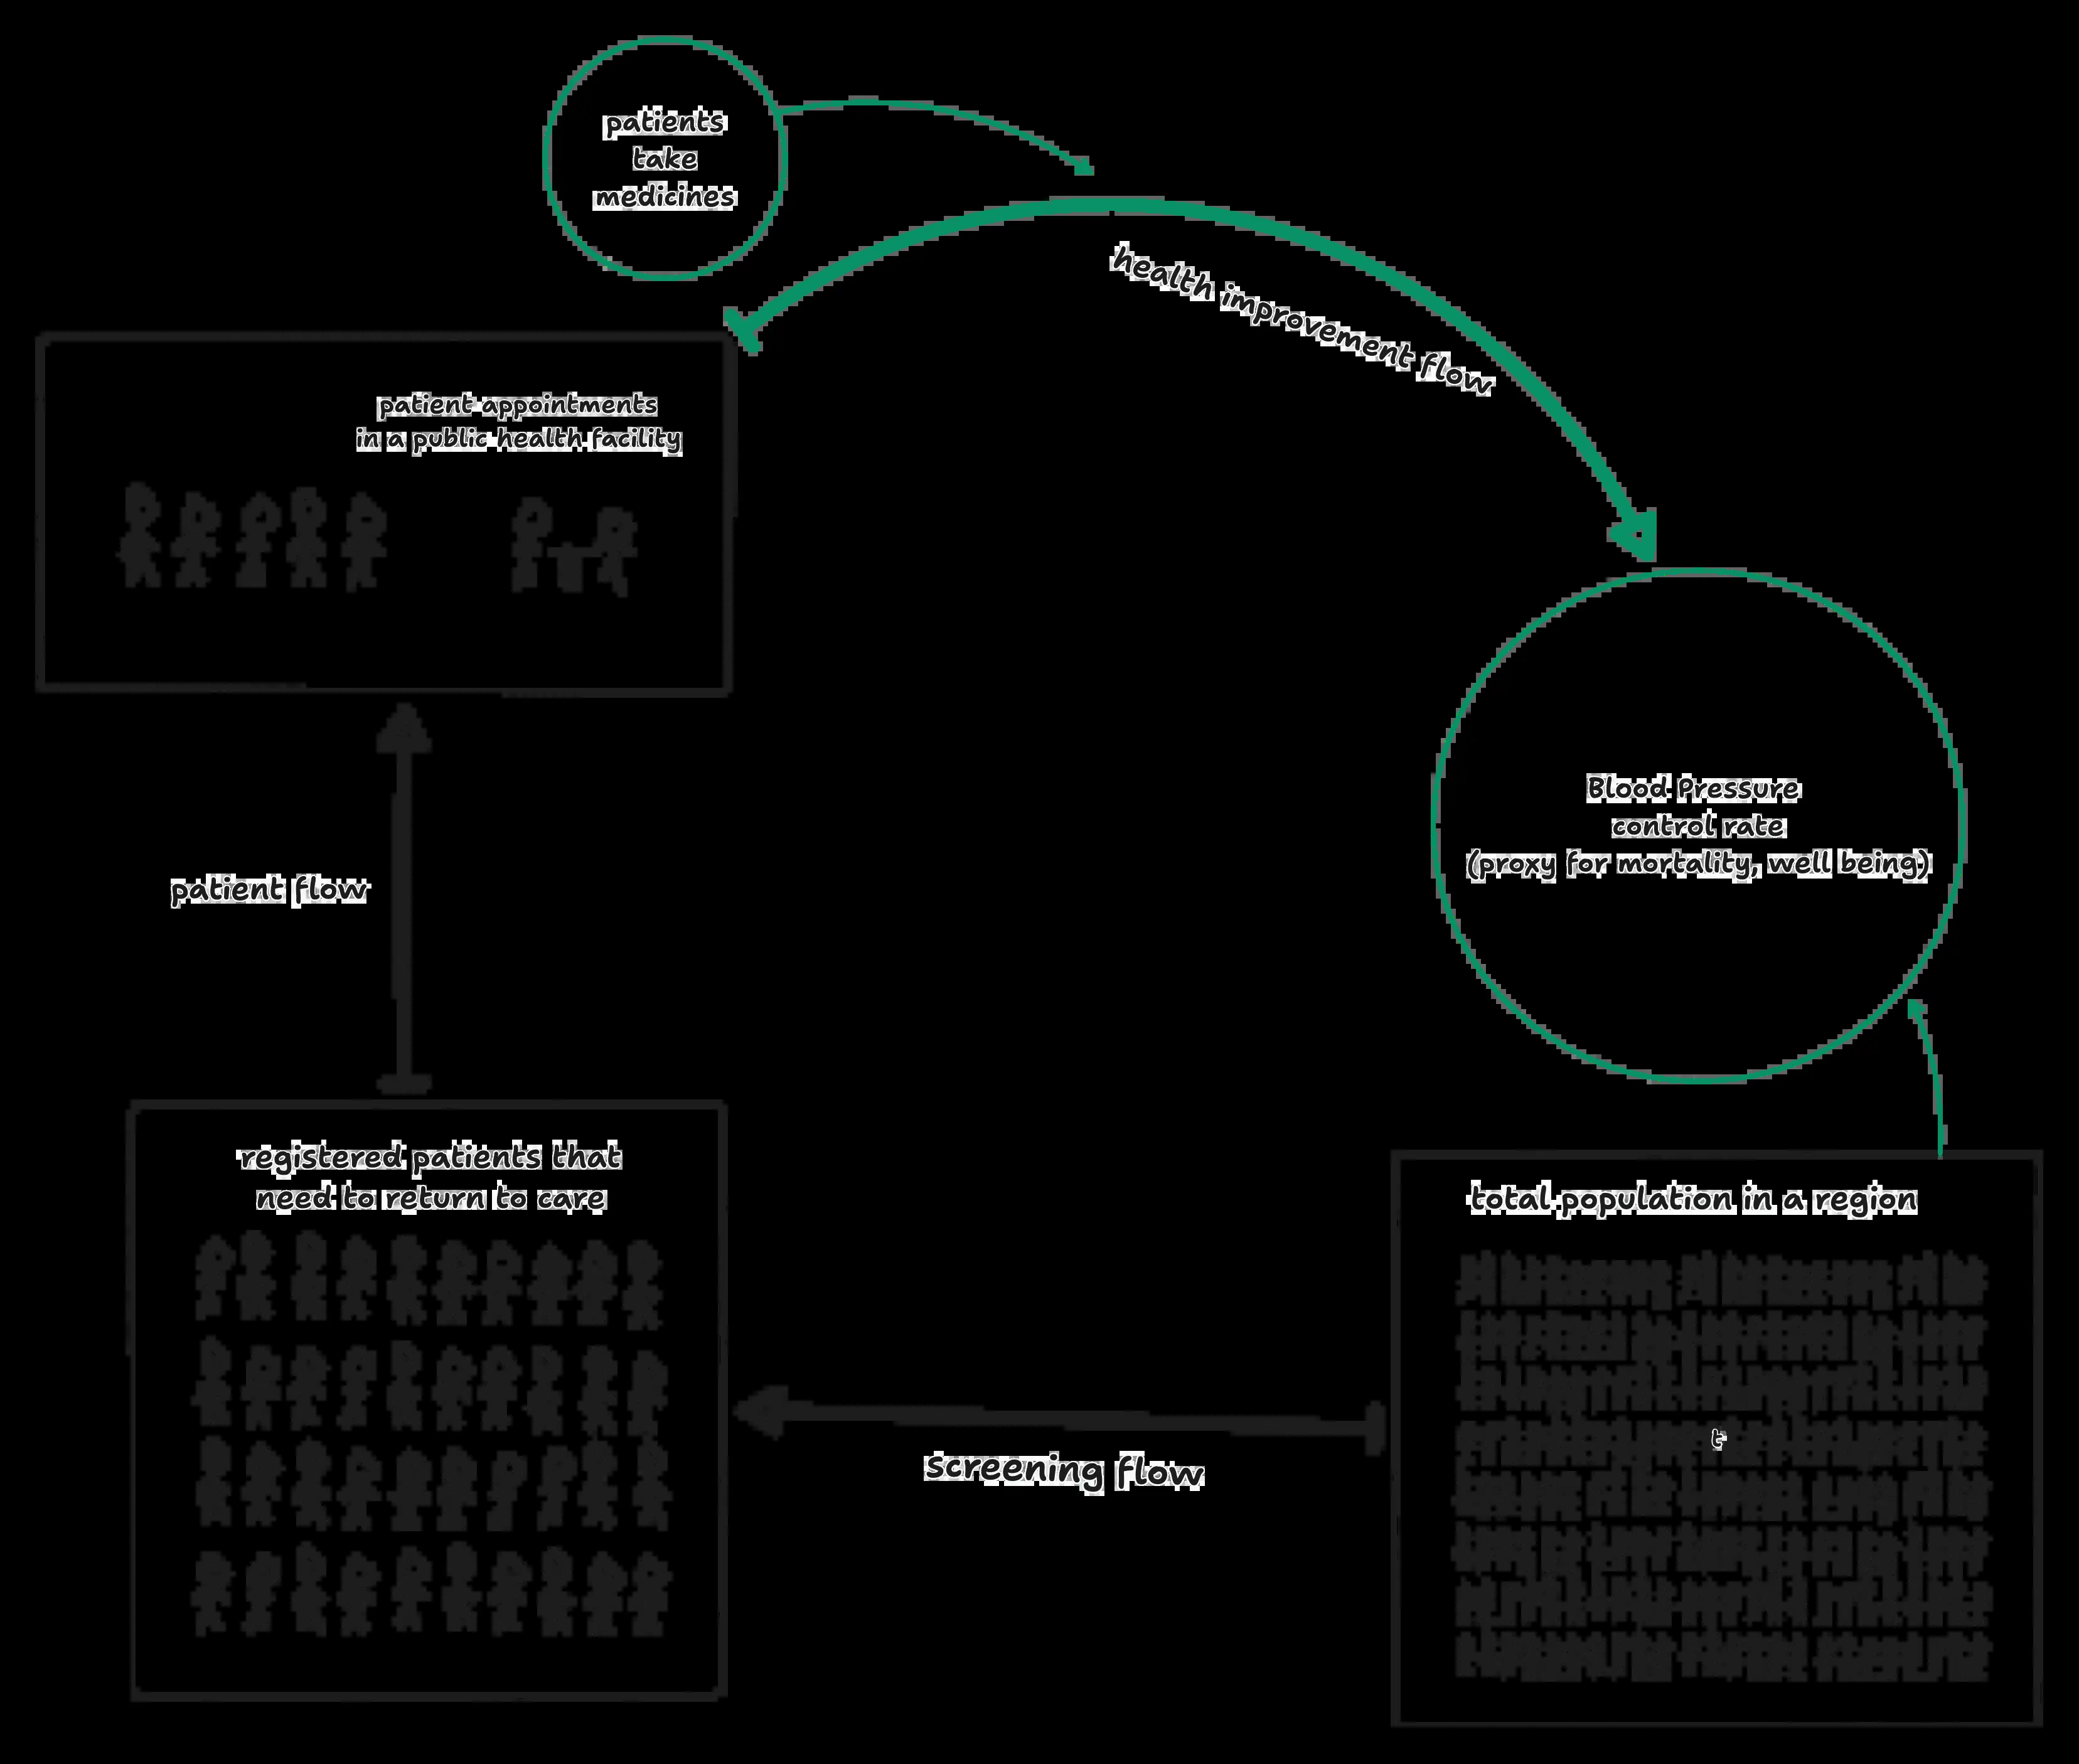 patients
take
medicines
health improvement flow
patient appointments
in a public health facility
Blood Pressure
control rate
(proxy for mortality, well being)
patient flow
registered patients that
need to return to care
total population in a region
t
Screening flow